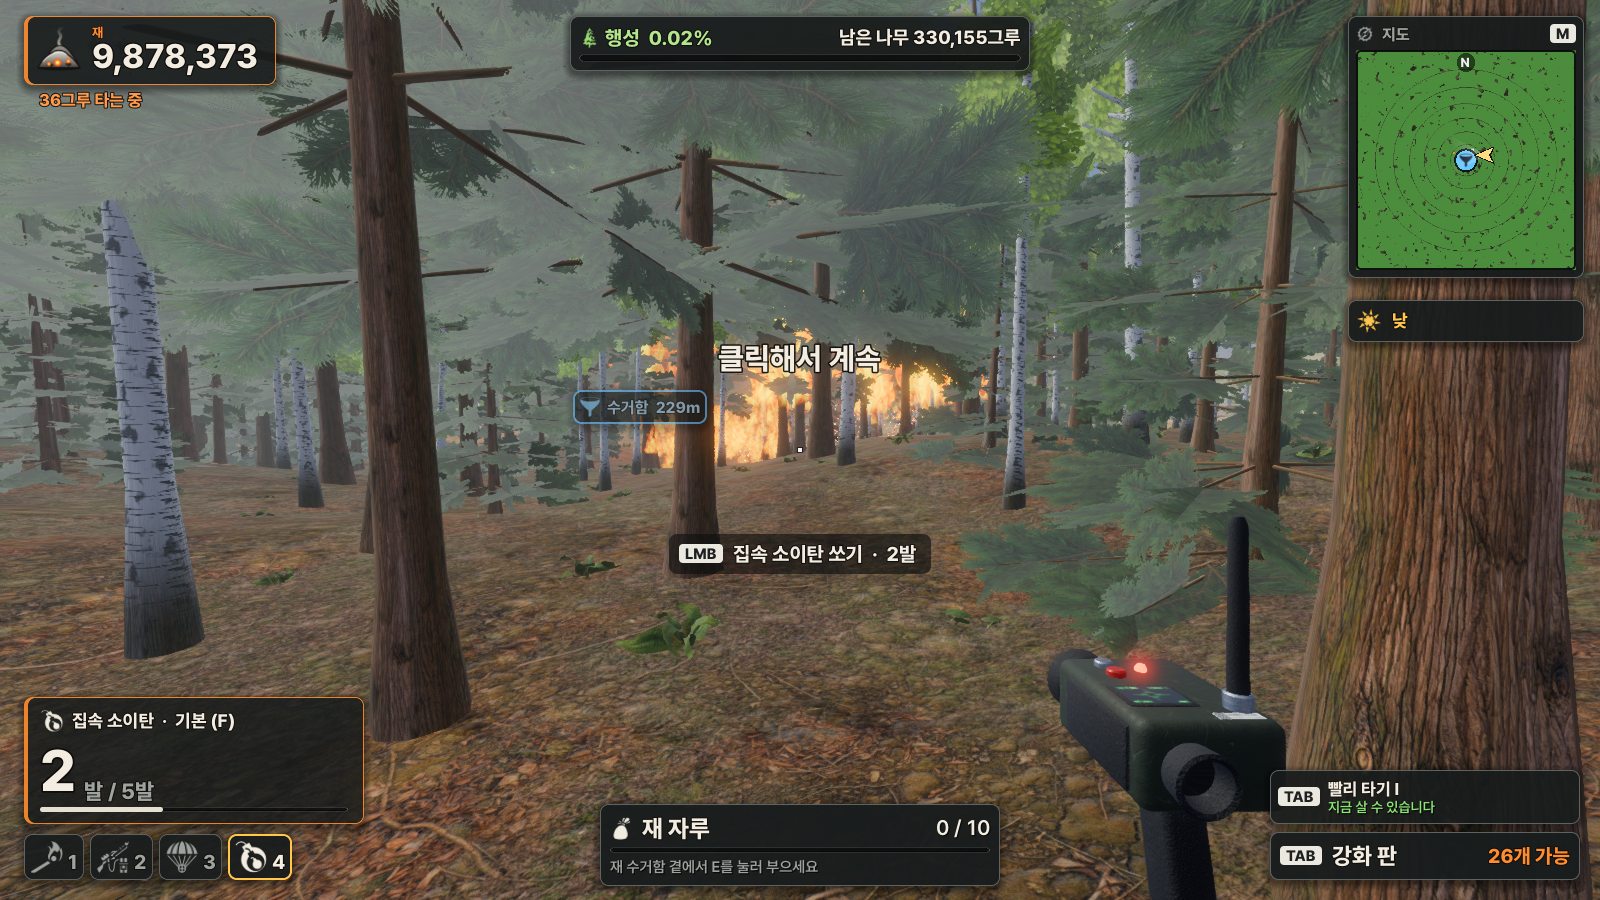 재
9,878,373
36그루 타는 중
행성 0.02%
남은 나무 330,155그루
지도
M
N
낮
클릭해서 계속
수거함 229m
LMB 집속 소이탄 쏘기 · 2발
집속 소이탄 · 기본 (F)
2 발 / 5발
1
2
3
4
재 자루
0 / 10
재 수거함 곁에서 E를 눌러 부으세요
TAB
빨리 타기 I
지금 살 수 있습니다
TAB 강화 판
26개 가능